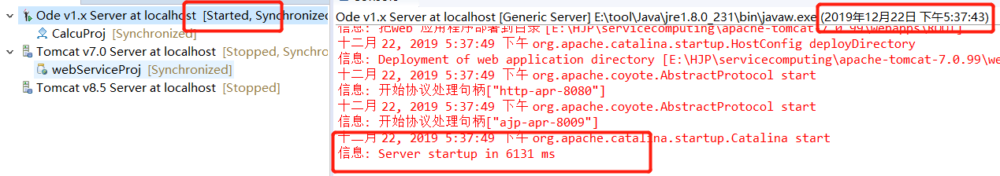 Ode v1.x Server at localhost [Started, Synchronized
CalcuProj [Synchronized]
Tomcat v7.0 Server at localhost [Stopped, Synchro
webServiceProj [Synchronized]
Tomcat v8.5 Server at localhost [Stopped]
Ode v1.x Server at localhost [Generic Server] E:\tool\Java\jre1.8.0_231\bin\javaw.exe (2019年12月22日 下午5:37:43)
信息: 把web 应用程序部署到目录 [E:\HJP\servicecomputing\apache-tomcat-7.0.99\webapps\ROOT]
十二月 22, 2019 5:37:49 下午 org.apache.catalina.startup.HostConfig deployDirectory
信息: Deployment of web application directory [E:\HJP\servicecomputing\apache-tomcat-7.0.99\we
十二月 22, 2019 5:37:49 下午 org.apache.coyote.AbstractProtocol start
信息: 开始协议处理句柄["http-apr-8080"]
十二月 22, 2019 5:37:49 下午 org.apache.coyote.AbstractProtocol start
信息: 开始协议处理句柄["ajp-apr-8009"]
十二月 22, 2019 5:37:49 下午 org.apache.catalina.startup.Catalina start
信息: Server startup in 6131 ms